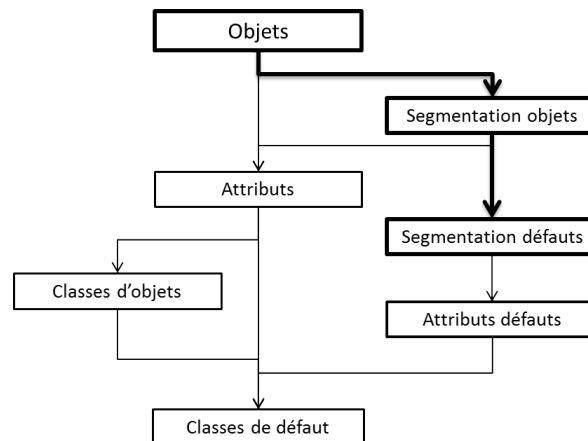 Objets
Segmentation objets
Attributs
Segmentation défauts
Classes d'objets
Attributs défauts
Classes de défaut